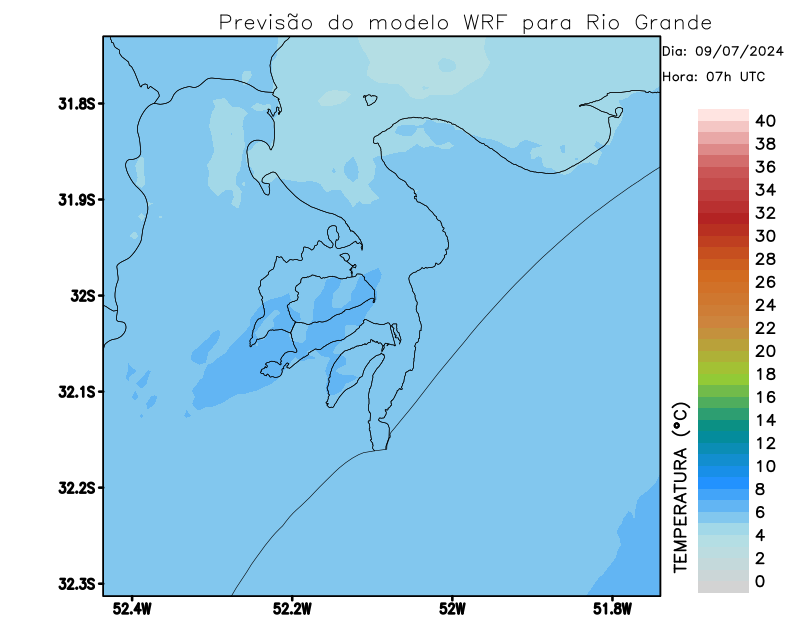 Previsão do modelo WRF para Rio Grande
Dia: 09/07/2024
Hora: 07h UTC
31.8S
31.9S
32S
32.1S
32.2S
32.3S
52.4W
52.2W
52W
51.8W
TEMPERATURA (°C)
40
38
36
34
32
30
28
26
24
22
20
18
16
14
12
10
8
6
4
2
0